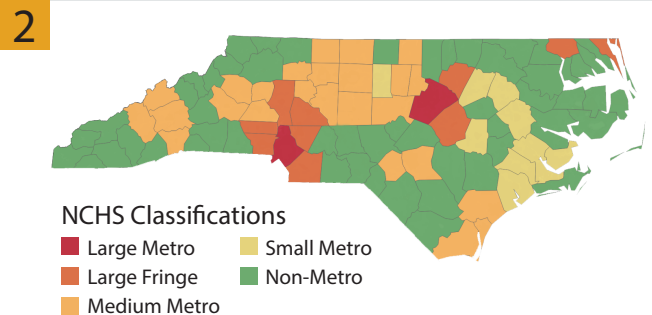 2
NCHS Classifications
Large Metro
Small Metro
Large Fringe
Non-Metro
Medium Metro